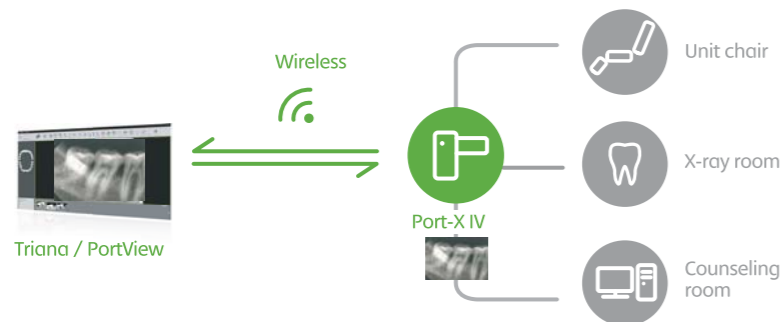 Wireless
Triana / PortView
Port-X IV
Unit chair
X-ray room
Counseling
room